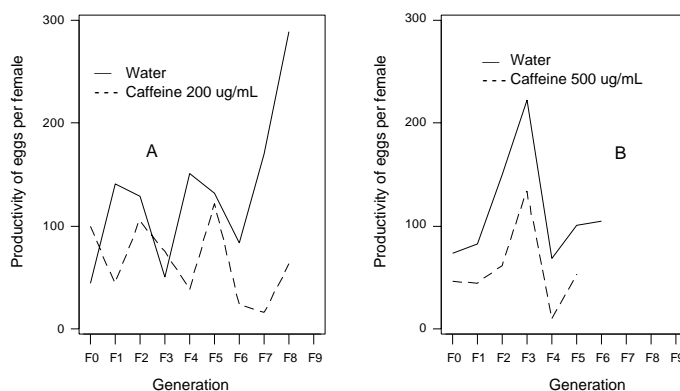 Productivity of eggs per female
300
200
100
0
Water
Caffeine 200 ug/mL
A
F0 F1 F2 F3 F4 F5 F6 F7 F8 F9
Generation
Productivity of eggs per female
300
200
100
0
Water
Caffeine 500 ug/mL
B
F0 F1 F2 F3 F4 F5 F6 F7 F8 F9
Generation